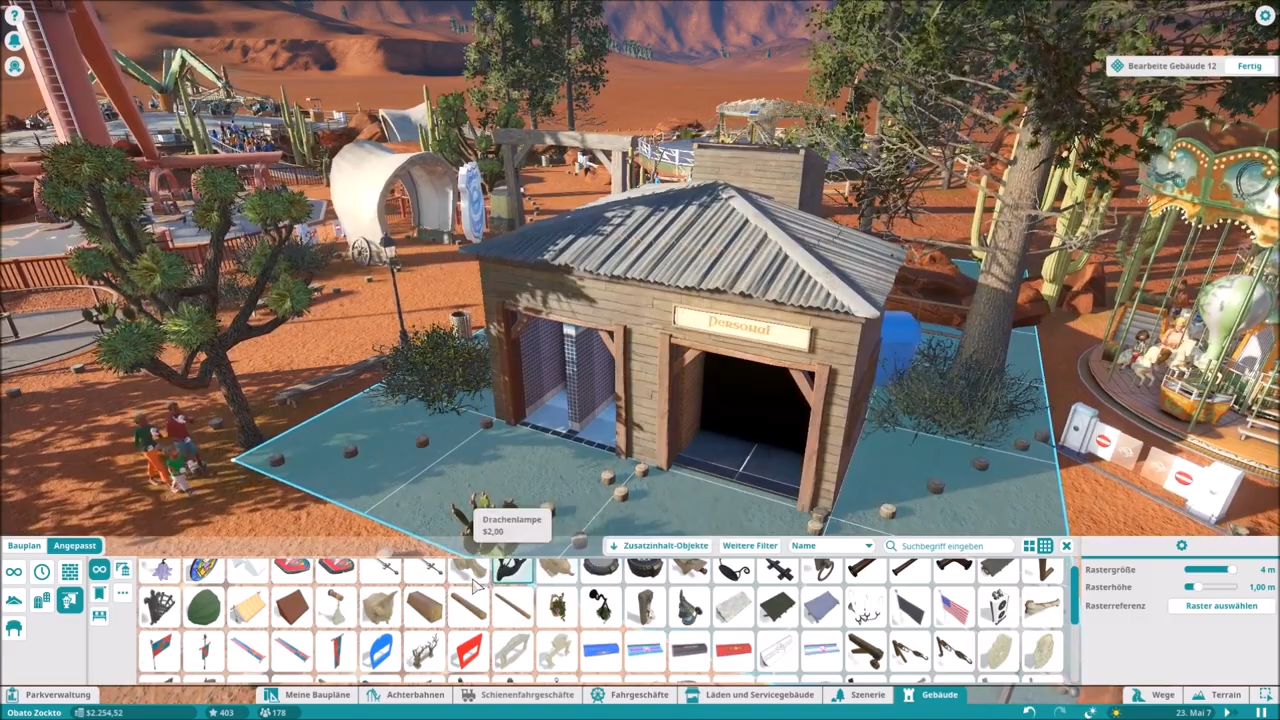 ?
Bearbeite Gebäude 12
Fertig
Personal
Drachenlampe
$2,00
Bauplan
Angepasst
Zusatzinhalt-Objekte
Weitere Filter
Name
Suchbegriff eingeben
Rastergröße
4 m
Rasterhöhe
1,00 m
Rasterreferenz
Raster auswählen
Parkverwaltung
Meine Baupläne
Achterbahnen
Schienenfahrgeschäfte
Fahrgeschäfte
Läden und Servicegebäude
Szenerie
Gebäude
Wege
Terrain
Obato Zockto
$2.254,52
403
178
23. Mai 7